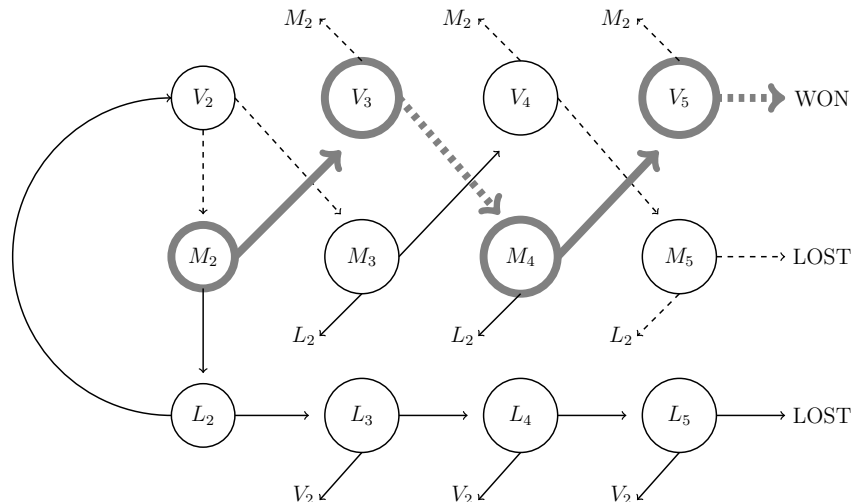 M₂ M₂ M₂
V₂ V₃ V₄ V₅ WON
M₂ M₃ M₄ M₅ LOST
L₂ L₂ L₂
L₂ L₃ L₄ L₅ LOST
V₂ V₂ V₂